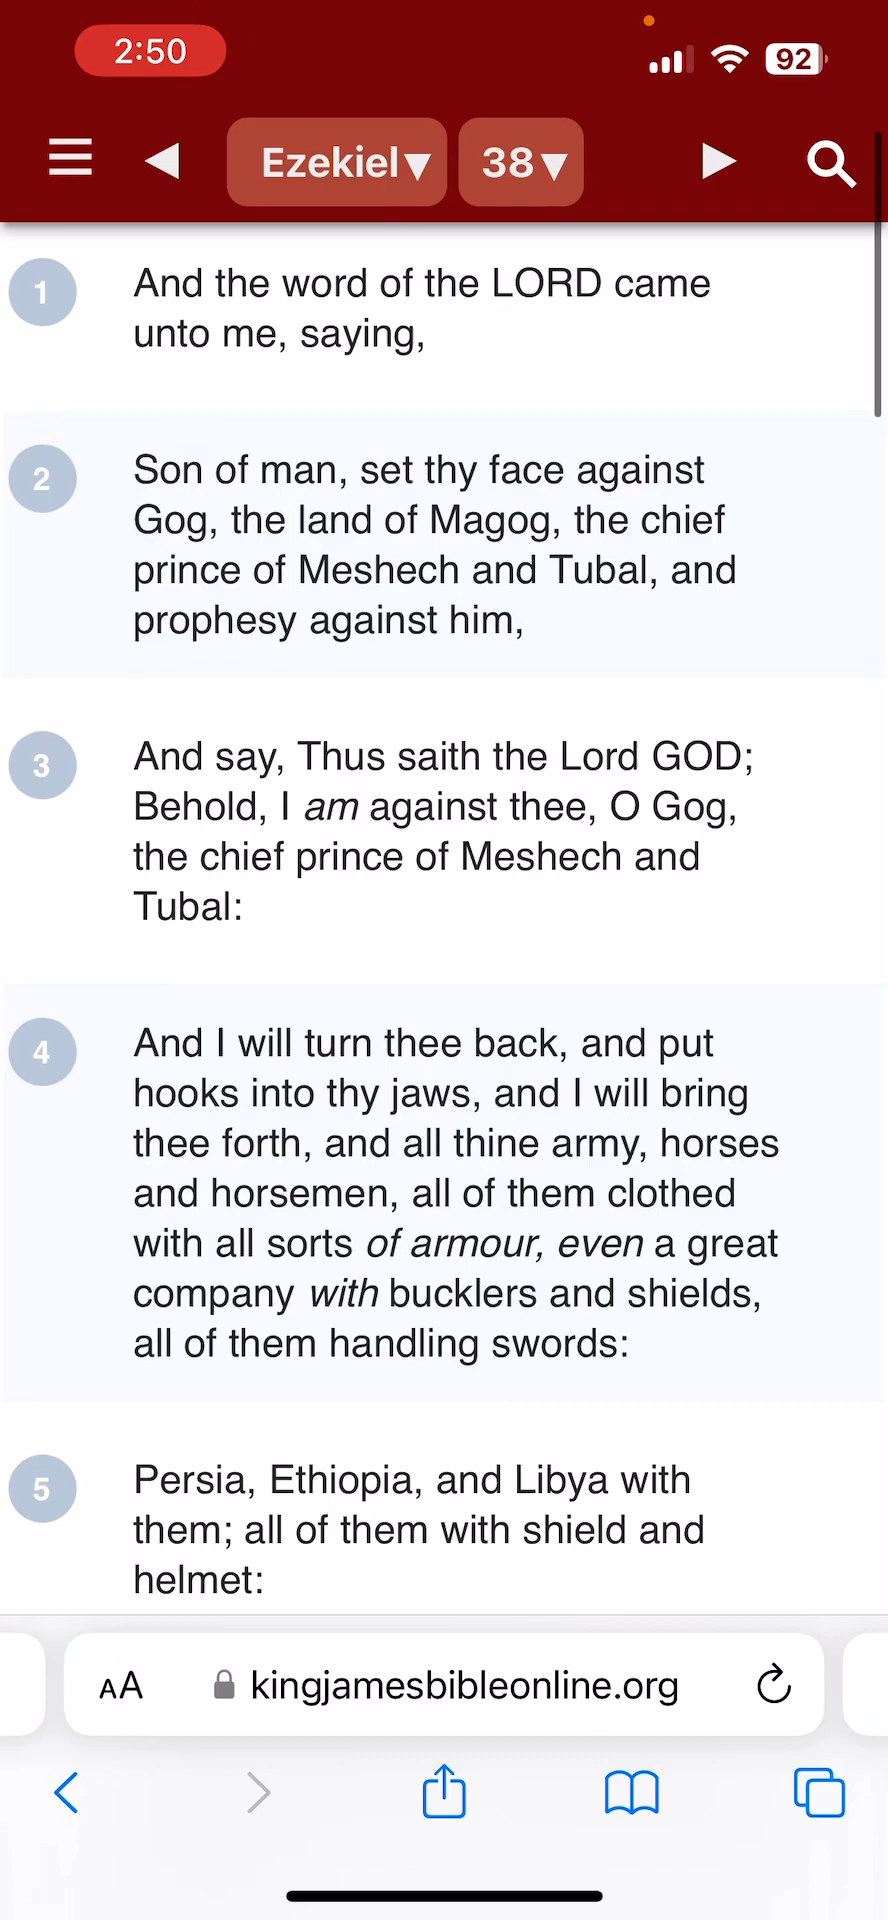 2:50
92
Ezekiel▼ 38▼
1
And the word of the LORD came
unto me, saying,
2
Son of man, set thy face against
Gog, the land of Magog, the chief
prince of Meshech and Tubal, and
prophesy against him,
3
And say, Thus saith the Lord GOD;
Behold, I am against thee, O Gog,
the chief prince of Meshech and
Tubal:
4
And I will turn thee back, and put
hooks into thy jaws, and I will bring
thee forth, and all thine army, horses
and horsemen, all of them clothed
with all sorts of armour, even a great
company with bucklers and shields,
all of them handling swords:
5
Persia, Ethiopia, and Libya with
them; all of them with shield and
helmet:
AA kingjamesbibleonline.org